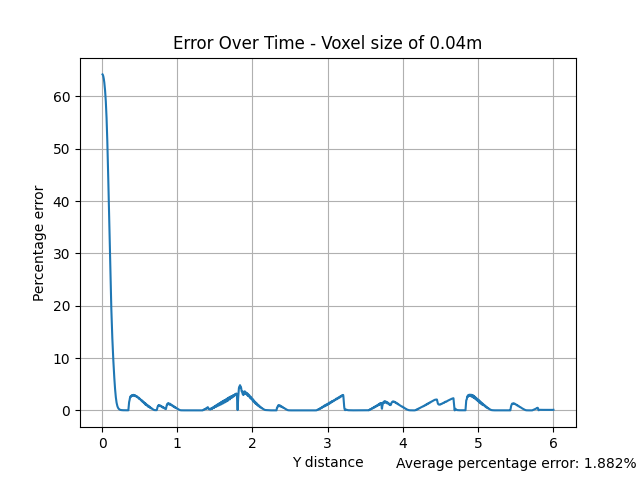 Error Over Time - Voxel size of 0.04m
Percentage error
60
50
40
30
20
10
0
0 1 2 3 4 5 6
Y distance
Average percentage error: 1.882%